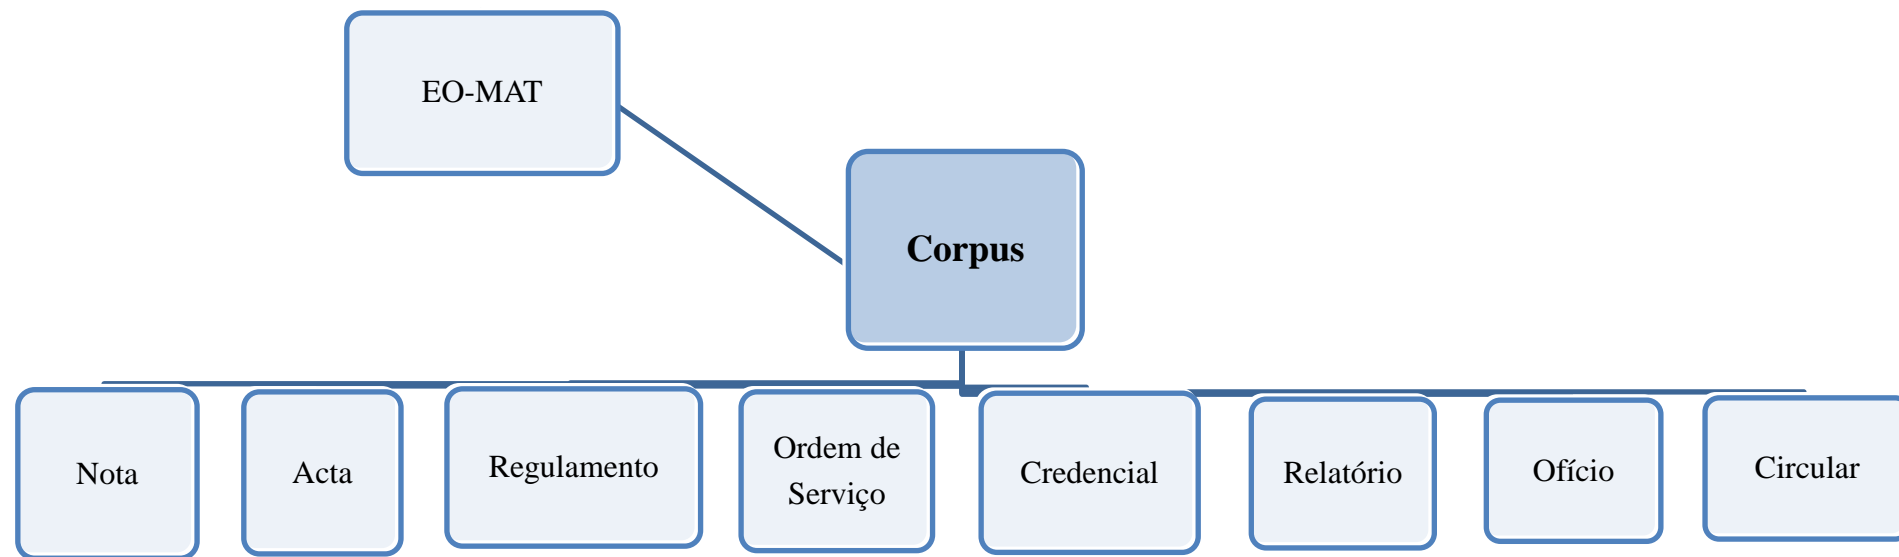 EO-MAT
Corpus
Nota
Acta
Regulamento
Ordem de
Serviço
Credencial
Relatório
Ofício
Circular